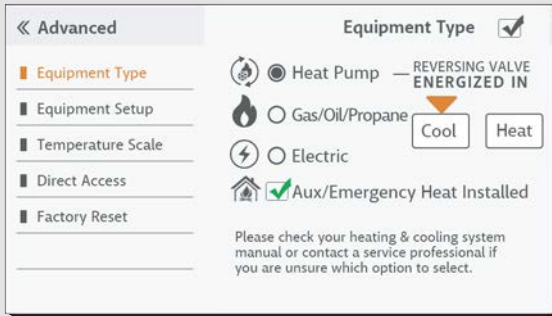 « Advanced
Equipment Type
Equipment Setup
Temperature Scale
Direct Access
Factory Reset
Equipment Type
Heat Pump
REVERSING VALVE
ENERGIZED IN
Cool
Heat
Gas/Oil/Propane
Electric
Aux/Emergency Heat Installed
Please check your heating & cooling system
manual or contact a service professional if
you are unsure which option to select.